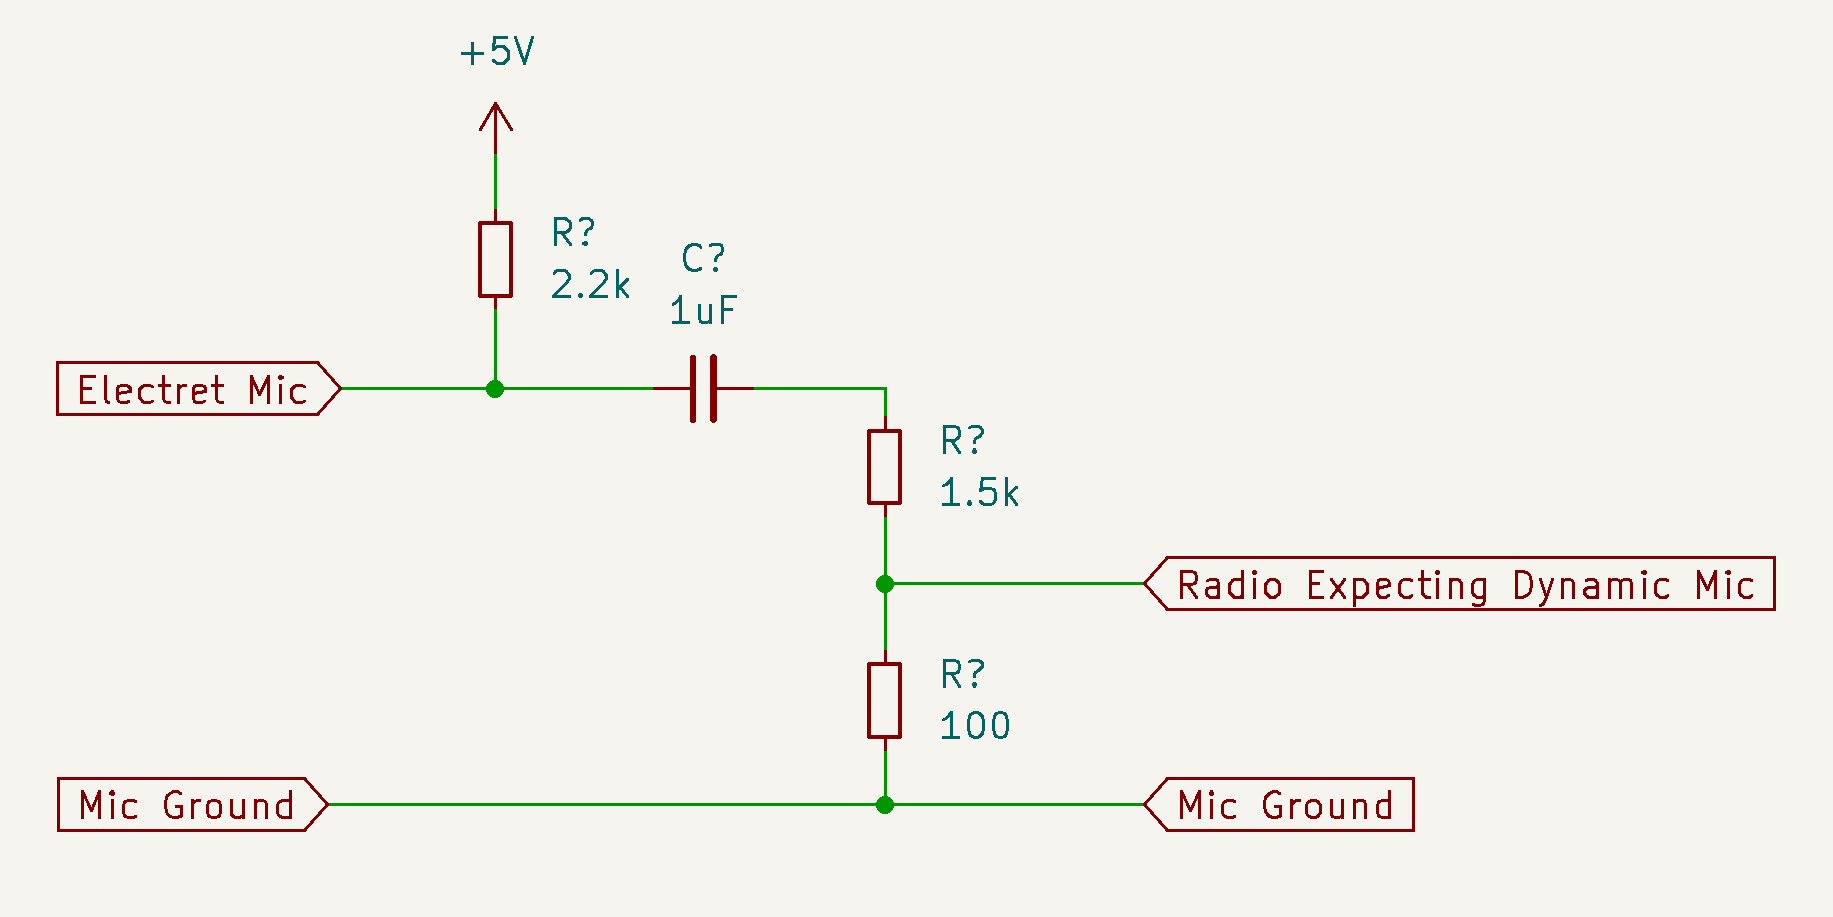 +5V
R?
2.2k
C?
1uF
Electret Mic
R?
1.5k
Radio Expecting Dynamic Mic
R?
100
Mic Ground
Mic Ground